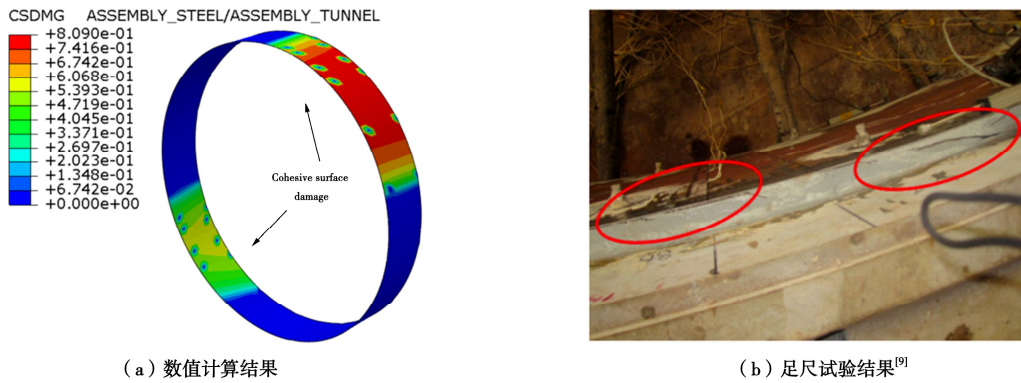 CSDMG ASSEMBLY_STEEL/ASSEMBLY_TUNNEL
+8.090e-01
+7.416e-01
+6.742e-01
+6.068e-01
+5.393e-01
+4.719e-01
+4.045e-01
+3.371e-01
+2.697e-01
+2.023e-01
+1.348e-01
+6.742e-02
+0.000e+00
Cohesive surface
damage
(a)数值计算结果
(b)足尺试验结果[9]